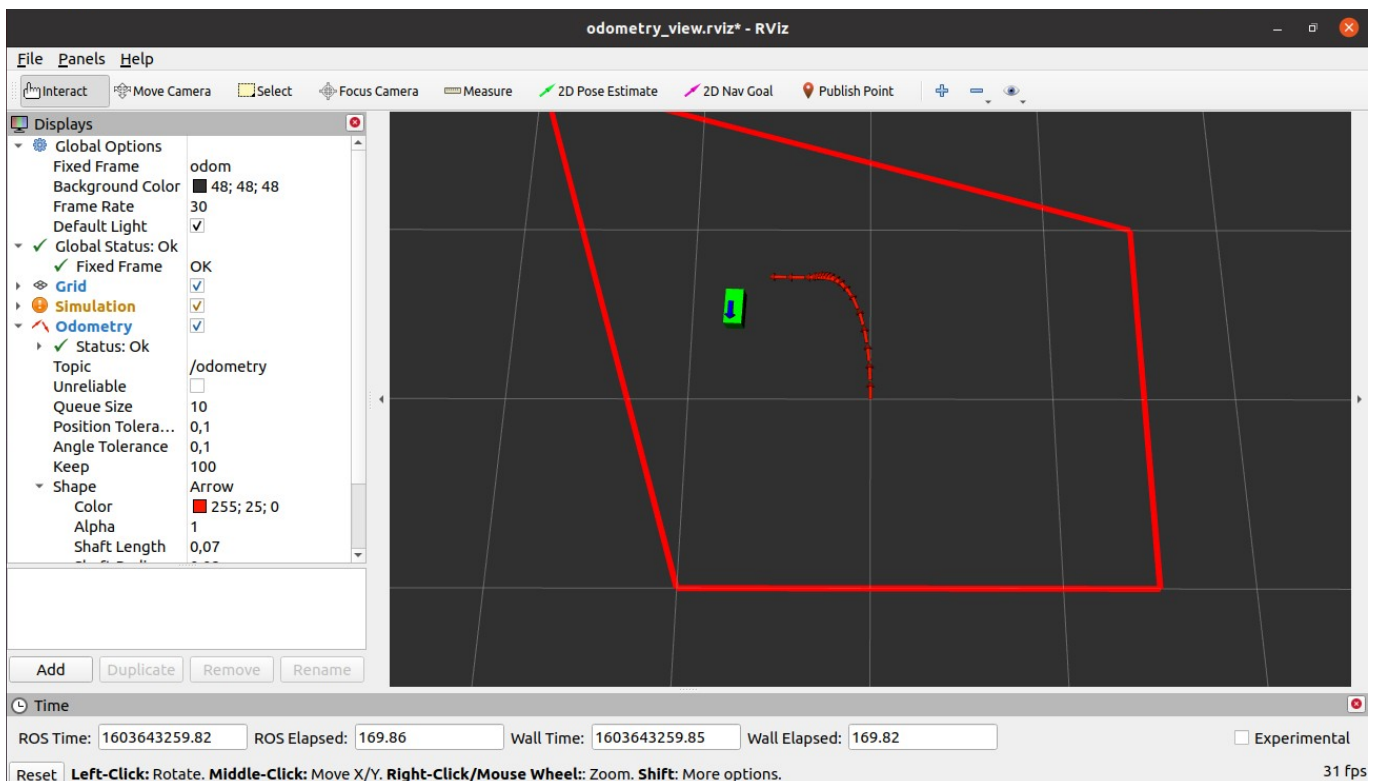 odometry_view.rviz* - RViz
File Panels Help
Interact Move Camera Select Focus Camera Measure 2D Pose Estimate 2D Nav Goal Publish Point
Displays
Global Options
Fixed Frame odom
Background Color 48; 48; 48
Frame Rate 30
Default Light
Global Status: Ok
Fixed Frame OK
Grid
Simulation
Odometry
Status: Ok
Topic /odometry
Unreliable
Queue Size 10
Position Tolera... 0,1
Angle Tolerance 0,1
Keep 100
Shape Arrow
Color 255; 25; 0
Alpha 1
Shaft Length 0,07
Add Duplicate Remove Rename
Time
ROS Time: 1603643259.82 ROS Elapsed: 169.86 Wall Time: 1603643259.85 Wall Elapsed: 169.82 Experimental
Reset Left-Click: Rotate. Middle-Click: Move X/Y. Right-Click/Mouse Wheel:: Zoom. Shift: More options. 31 fps